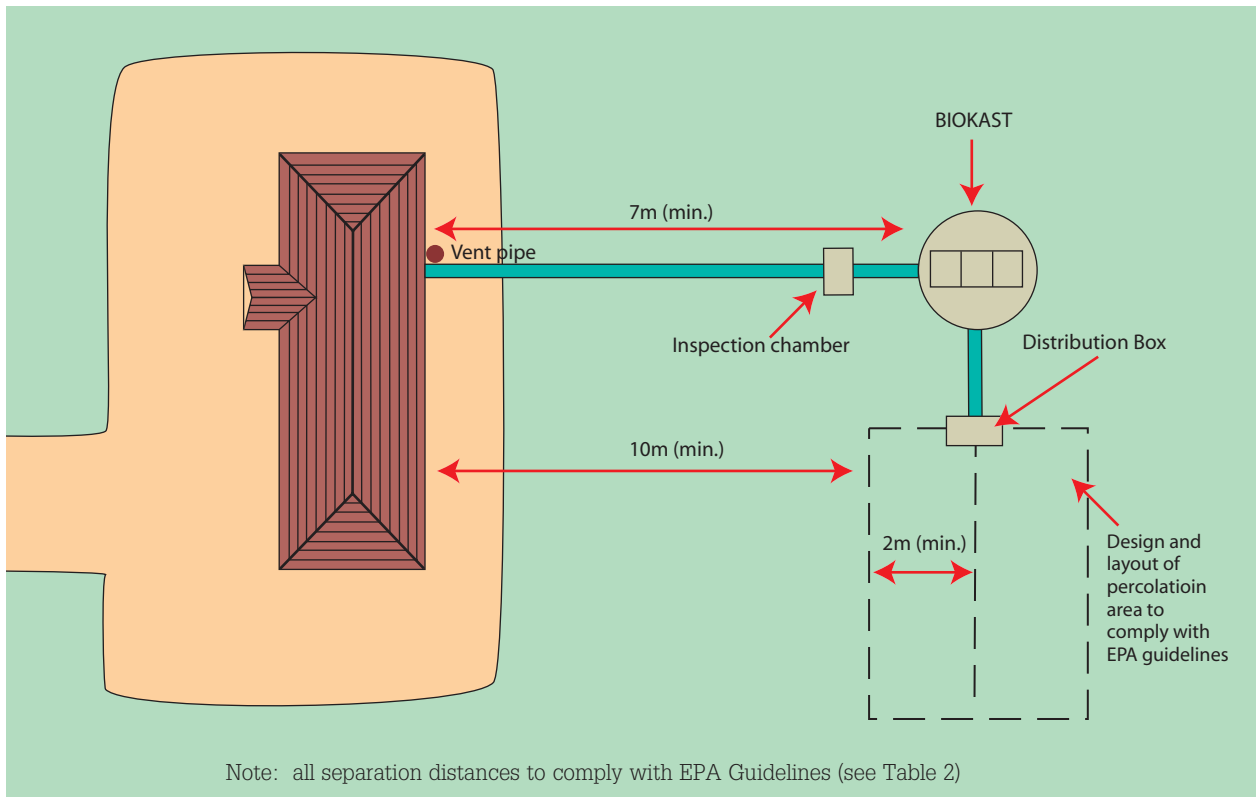 BIOKAST
7m (min.)
Vent pipe
Inspection chamber
Distribution Box
10m (min.)
2m (min.)
Design and
layout of
percolatioin
area to
comply with
EPA guidelines
Note: all separation distances to comply with EPA Guidelines (see Table 2)